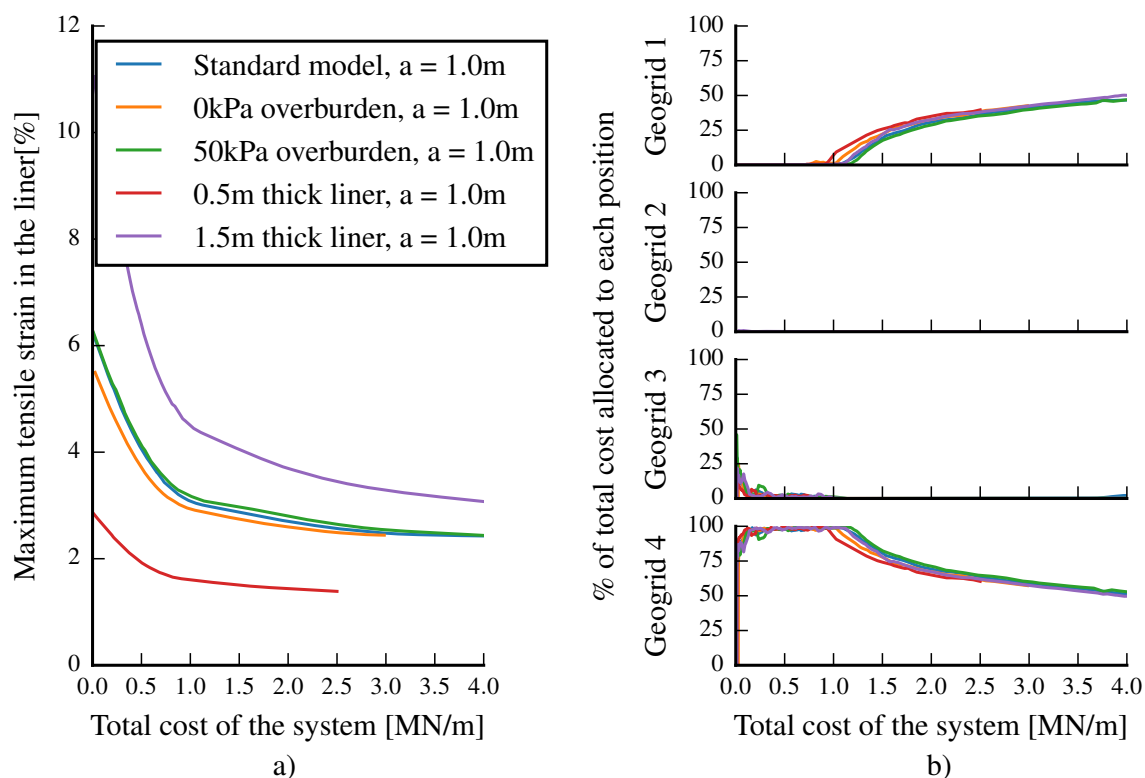 12
10
8
6
4
2
0
Maximum tensile strain in the liner[%]
Standard model, a = 1.0m
0kPa overburden, a = 1.0m
50kPa overburden, a = 1.0m
0.5m thick liner, a = 1.0m
1.5m thick liner, a = 1.0m
0.0 0.5 1.0 1.5 2.0 2.5 3.0 3.5 4.0
Total cost of the system [MN/m]
a)
% of total cost allocated to each position
Geogrid 1
100
75
50
25
0
Geogrid 2
100
75
50
25
0
Geogrid 3
100
75
50
25
0
Geogrid 4
100
75
50
25
0
0.0 0.5 1.0 1.5 2.0 2.5 3.0 3.5 4.0
Total cost of the system [MN/m]
b)